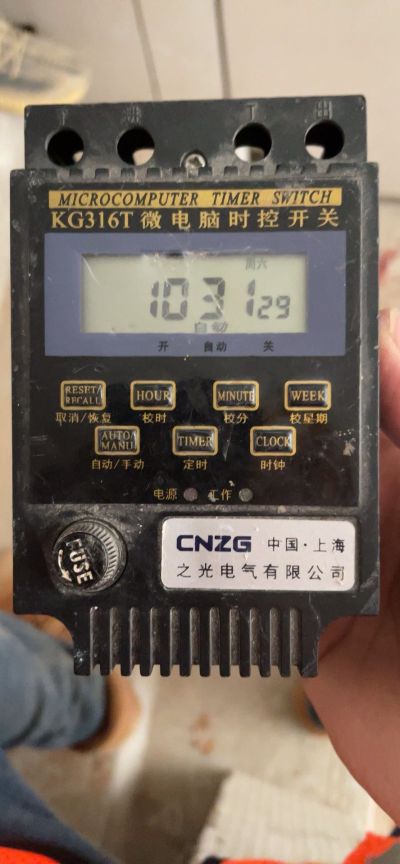 MICROCOMPUTER TIMER SWITCH
KG316T 微电脑时控开关
周六
10 31 29
自动
开 自动 关
RESET/RECALL HOUR MINUTE WEEK
取消/恢复 校时 校分 校星期
AUTO/MANU TIMER CLOCK
自动/手动 定时 时钟
电源 工作
FUSE
CNZG 中国·上海
之光电气有限公司